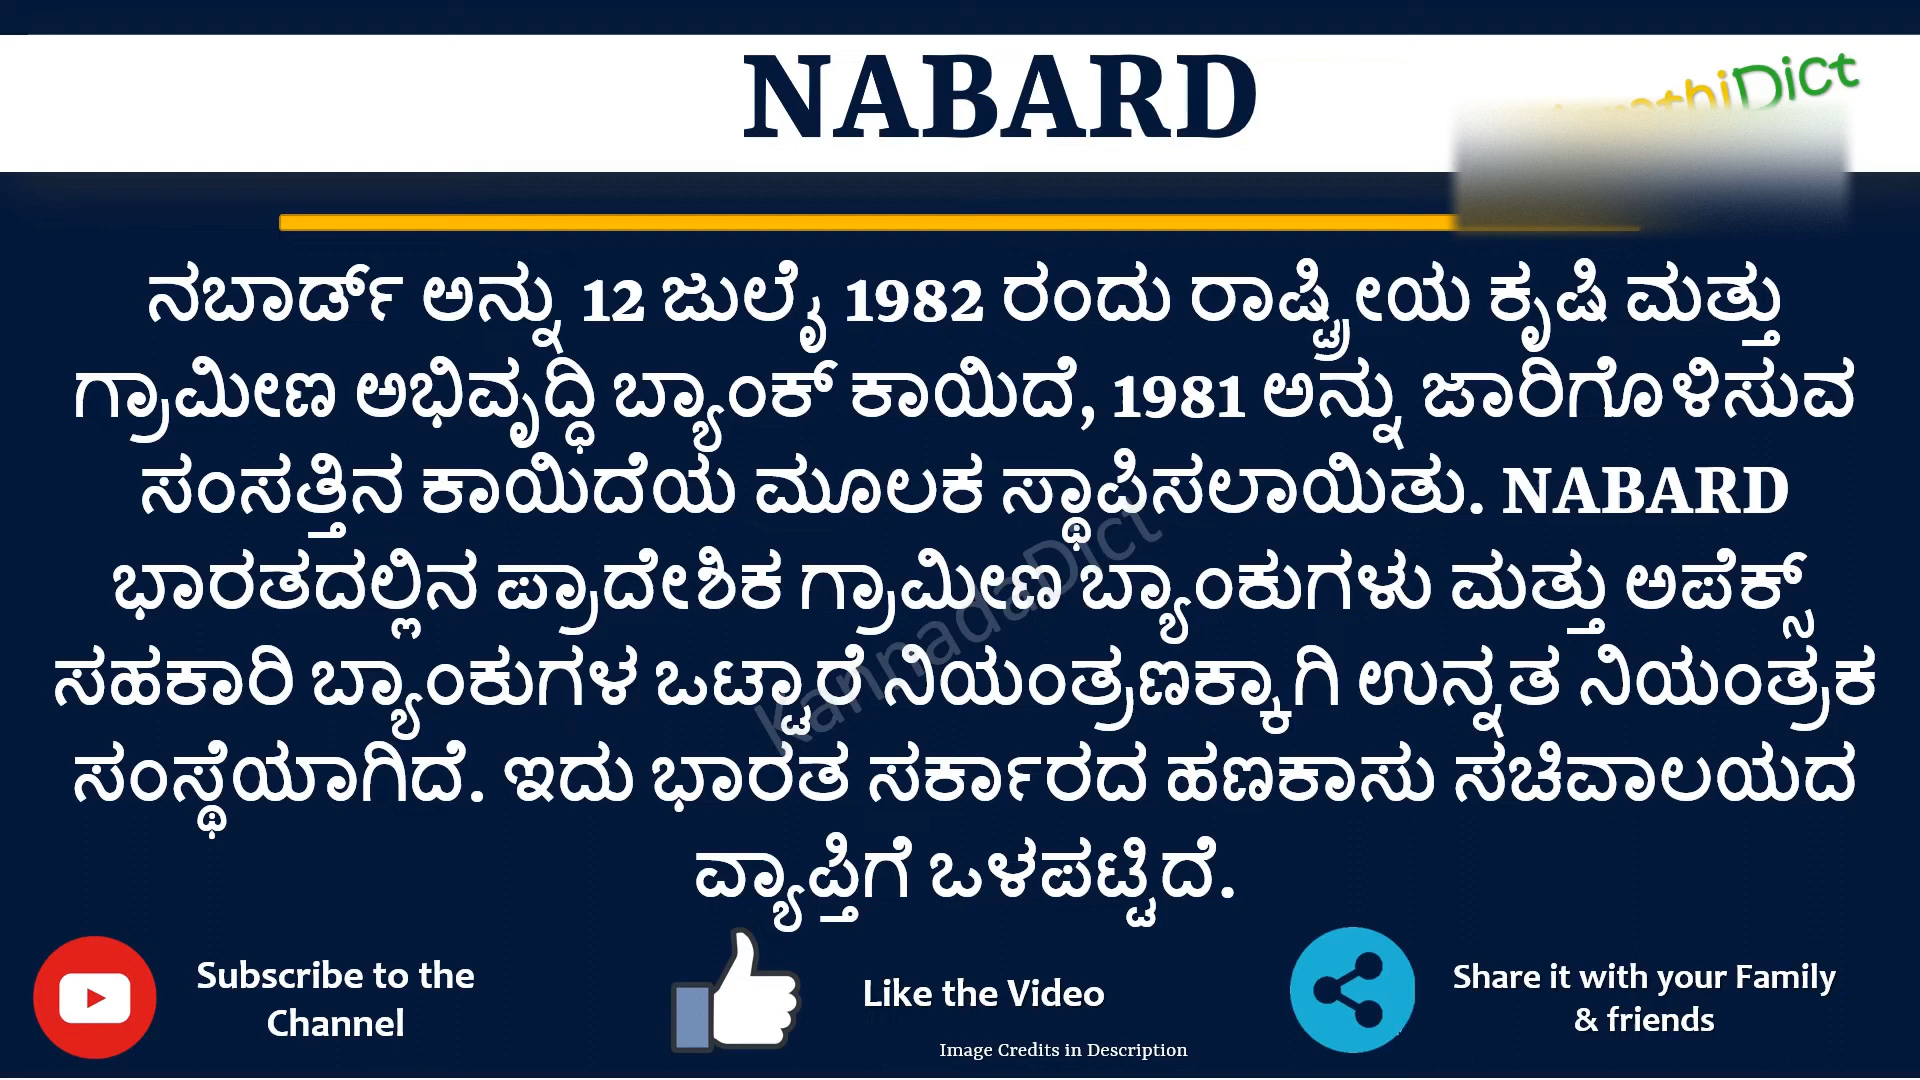 NABARD
Dict
ನಬಾರ್ಡ್ ಅನ್ನು 12 ಜುಲೈ 1982 ರಂದು ರಾಷ್ಟ್ರೀಯ ಕೃಷಿ ಮತ್ತು
ಗ್ರಾಮೀಣ ಅಭಿವೃದ್ಧಿ ಬ್ಯಾಂಕ್ ಕಾಯಿದೆ, 1981 ಅನ್ನು ಜಾರಿಗೊಳಿಸುವ
ಸಂಸತ್ತಿನ ಕಾಯಿದೆಯ ಮೂಲಕ ಸ್ಥಾಪಿಸಲಾಯಿತು. NABARD
ಭಾರತದಲ್ಲಿನ ಪ್ರಾದೇಶಿಕ ಗ್ರಾಮೀಣ ಬ್ಯಾಂಕುಗಳು ಮತ್ತು ಅಪೆಕ್ಸ್
ಸಹಕಾರಿ ಬ್ಯಾಂಕುಗಳ ಒಟ್ಟಾರೆ ನಿಯಂತ್ರಣಕ್ಕಾಗಿ ಉನ್ನತ ನಿಯಂತ್ರಕ
ಸಂಸ್ಥೆಯಾಗಿದೆ. ಇದು ಭಾರತ ಸರ್ಕಾರದ ಹಣಕಾಸು ಸಚಿವಾಲಯದ
ವ್ಯಾಪ್ತಿಗೆ ಒಳಪಟ್ಟಿದೆ.
KannadaDict
Subscribe to the
Channel
Like the Video
Share it with your Family
& friends
Image Credits in Description